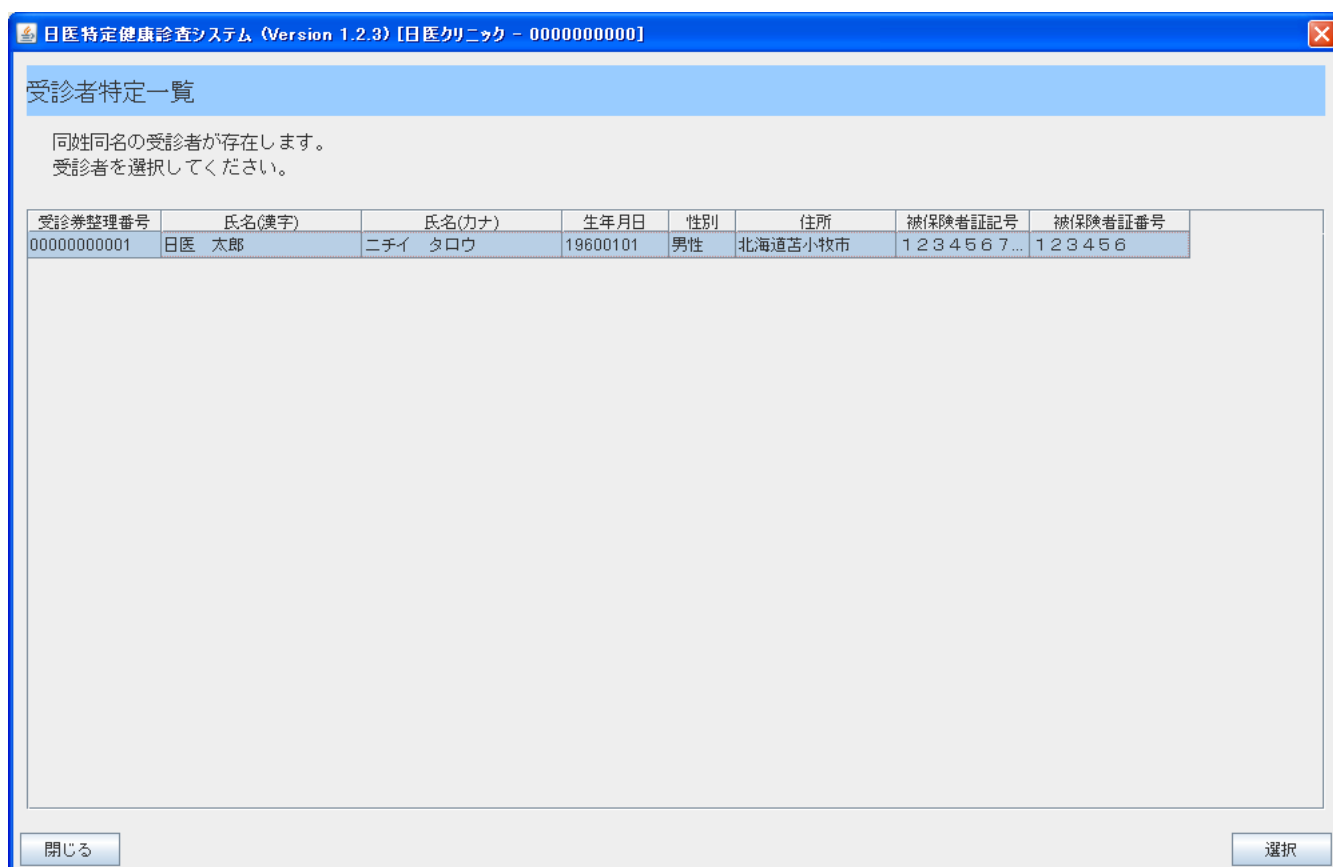 日医特定健康診査システム (Version 1.2.3) [日医クリニック - 0000000000]
受診者特定一覧
同姓同名の受診者が存在します。
受診者を選択してください。
受診券整理番号 氏名(漢字) 氏名(カナ) 生年月日 性別 住所 被保険者証記号 被保険者証番号
00000000001 日医　太郎 ニチイ　タロウ 19600101 男性 北海道苫小牧市 １２３４５６７... １２３４５６
閉じる 選択